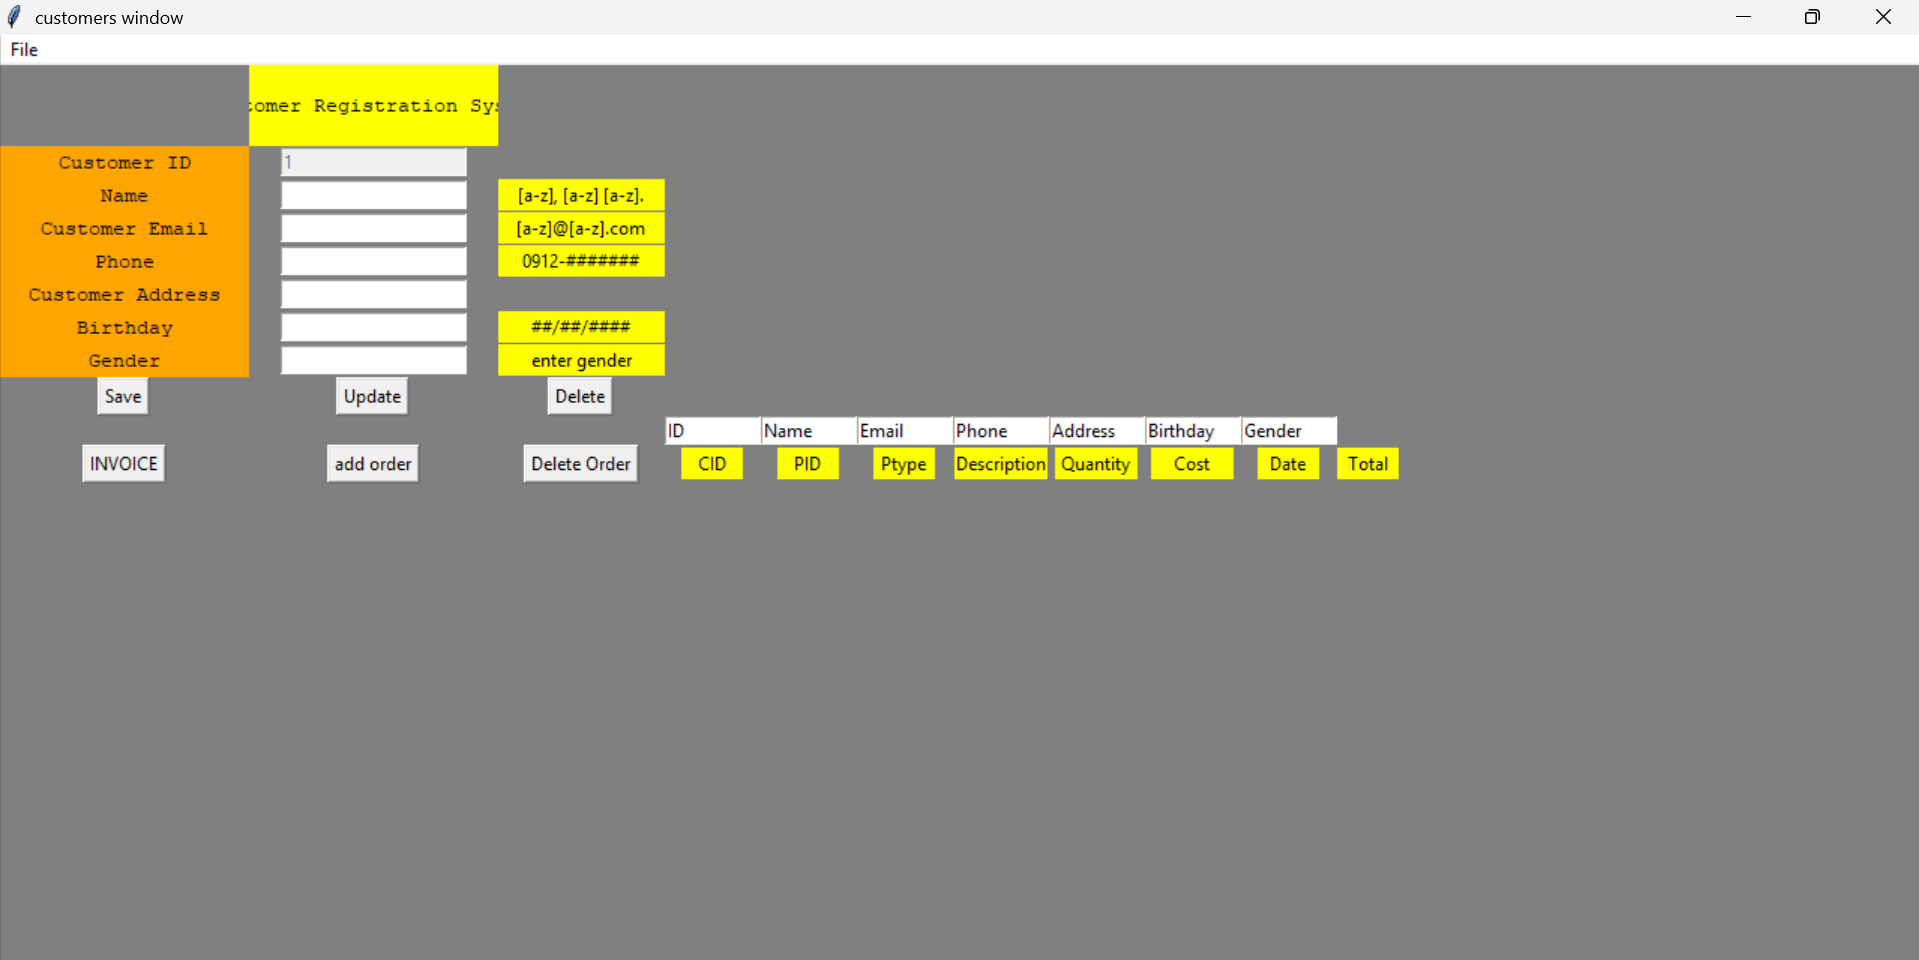 customers window
File
tomer Registration Sys
Customer ID 1
Name [a-z], [a-z] [a-z].
Customer Email [a-z]@[a-z].com
Phone 0912-#######
Customer Address
Birthday ##/##/####
Gender enter gender
Save Update Delete
ID Name Email Phone Address Birthday Gender
INVOICE add order Delete Order CID PID Ptype Description Quantity Cost Date Total